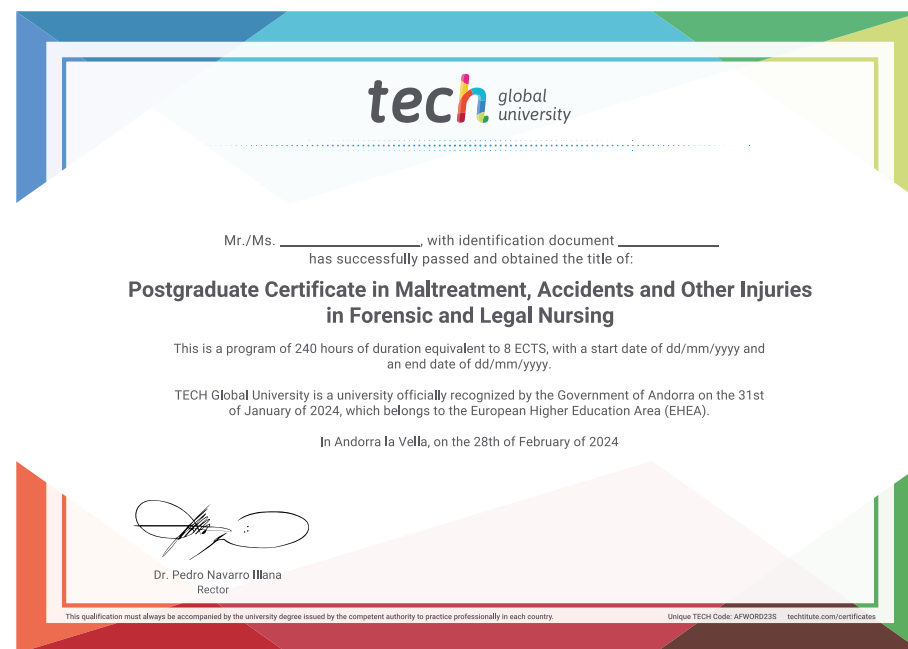 tech global university
Mr./Ms. ____________________, with identification document ______________
has successfully passed and obtained the title of:
Postgraduate Certificate in Maltreatment, Accidents and Other Injuries
in Forensic and Legal Nursing
This is a program of 240 hours of duration equivalent to 8 ECTS, with a start date of dd/mm/yyyy and
an end date of dd/mm/yyyy.
TECH Global University is a university officially recognized by the Government of Andorra on the 31st
of January of 2024, which belongs to the European Higher Education Area (EHEA).
In Andorra la Vella, on the 28th of February of 2024
Dr. Pedro Navarro Illana
Rector
This qualification must always be accompanied by the university degree issued by the competent authority to practice professionally in each country. Unique TECH Code: AFWORD23S techtitute.com/certificates